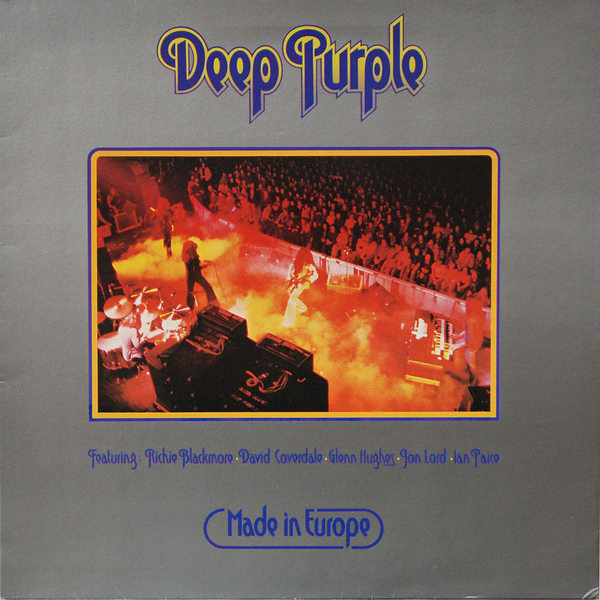 Deep Purple
Featuring: Richie Blackmore · David Coverdale · Glenn Hughes · Jon Lord · Ian Paice
Made in Europe